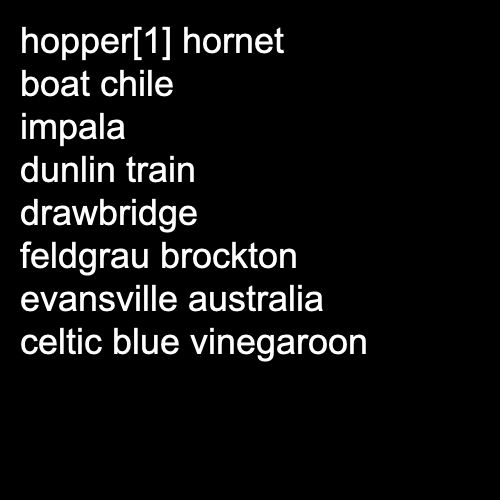 hopper[1] hornet
boat chile
impala
dunlin train
drawbridge
feldgrau brockton
evansville australia
celtic blue vinegaroon